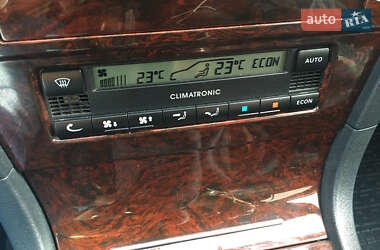 auto RIA
23°C 23°C ECON
AUTO
CLIMATRONIC
ECON